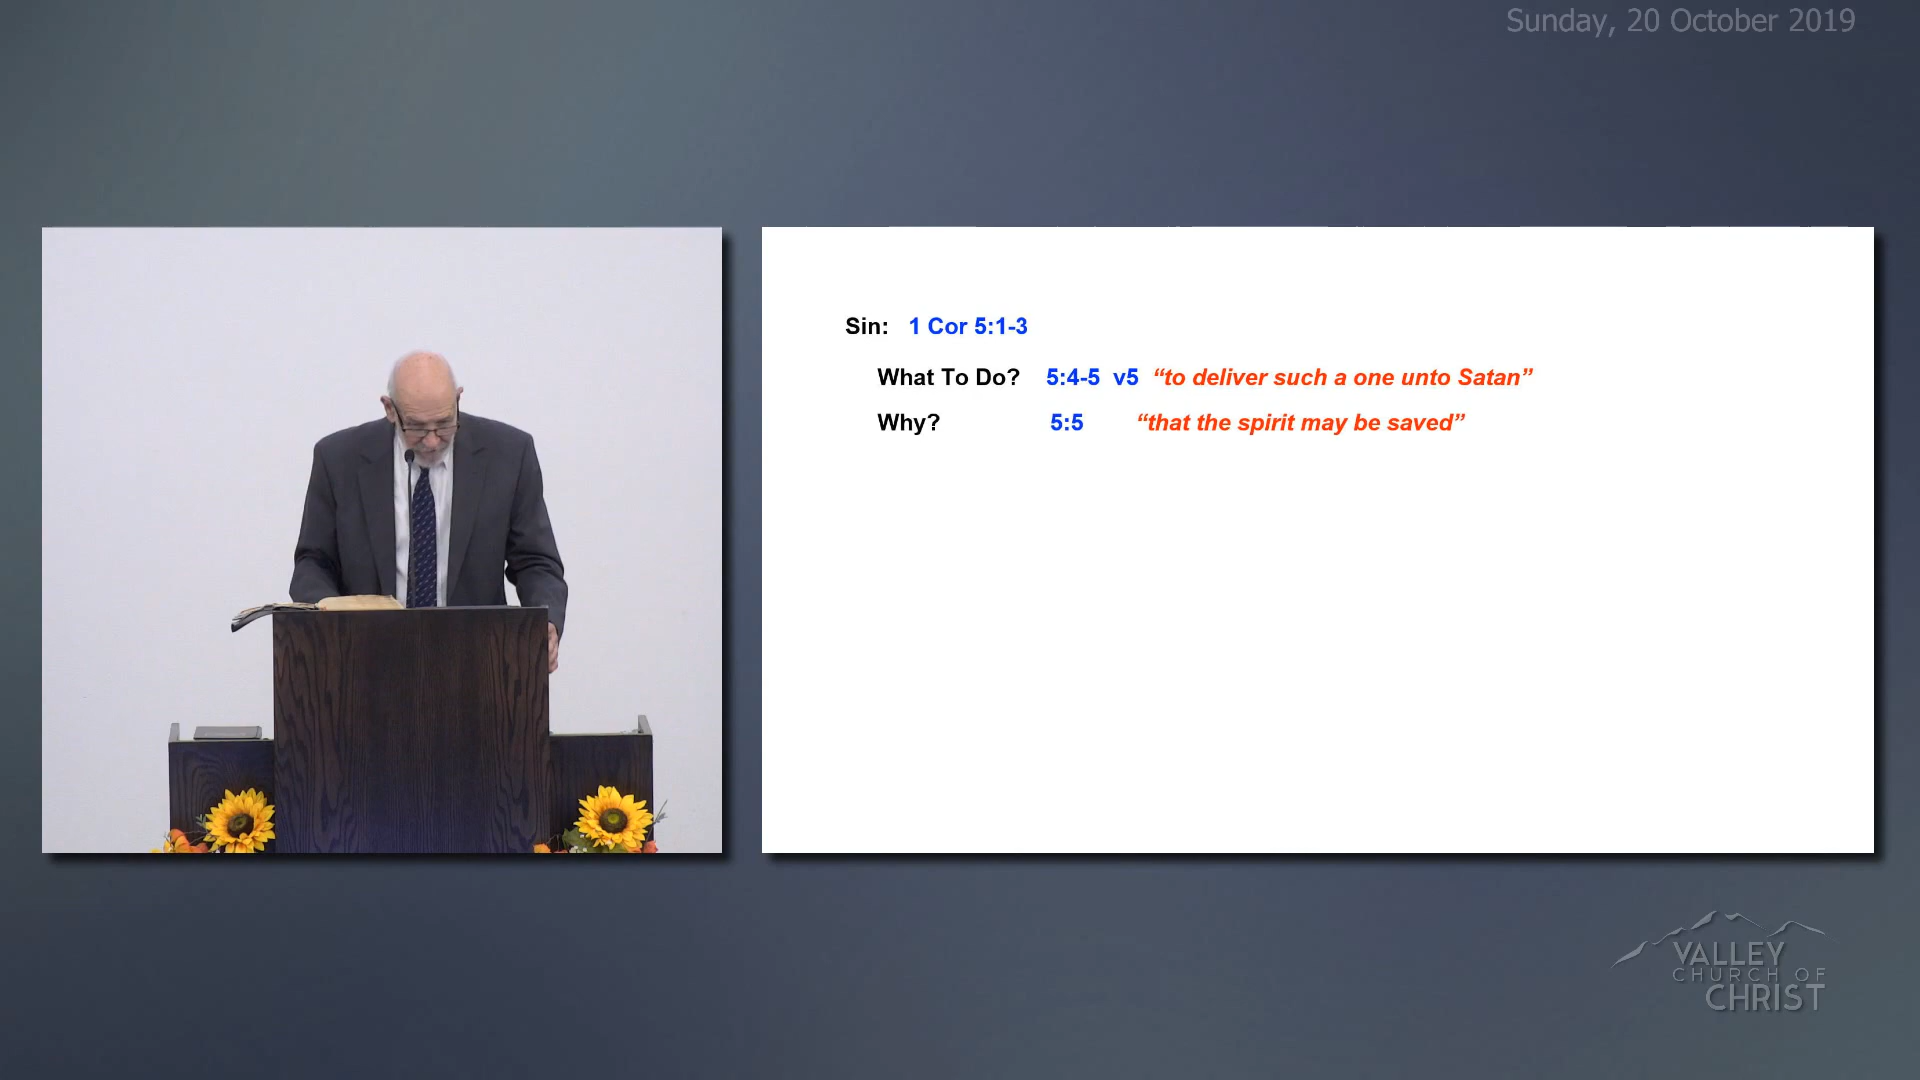 Sunday, 20 October 2019
Sin: 1 Cor 5:1-3
What To Do? 5:4-5 v5 “to deliver such a one unto Satan”
Why? 5:5 “that the spirit may be saved”
VALLEY
CHURCH OF
CHRIST